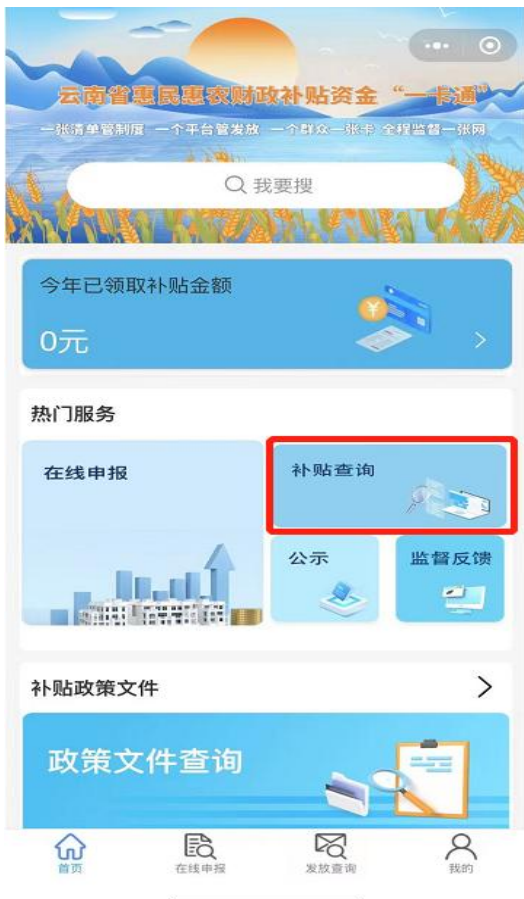 云南省惠民惠农财政补贴资金“一卡通”
一张清单管制度 一个平台管发放 一个群众一张卡 全程监督一张网
我要搜
今年已领取补贴金额
0元
热门服务
在线申报
补贴查询
公示
监督反馈
补贴政策文件
政策文件查询
首页
在线申报
发放查询
我的